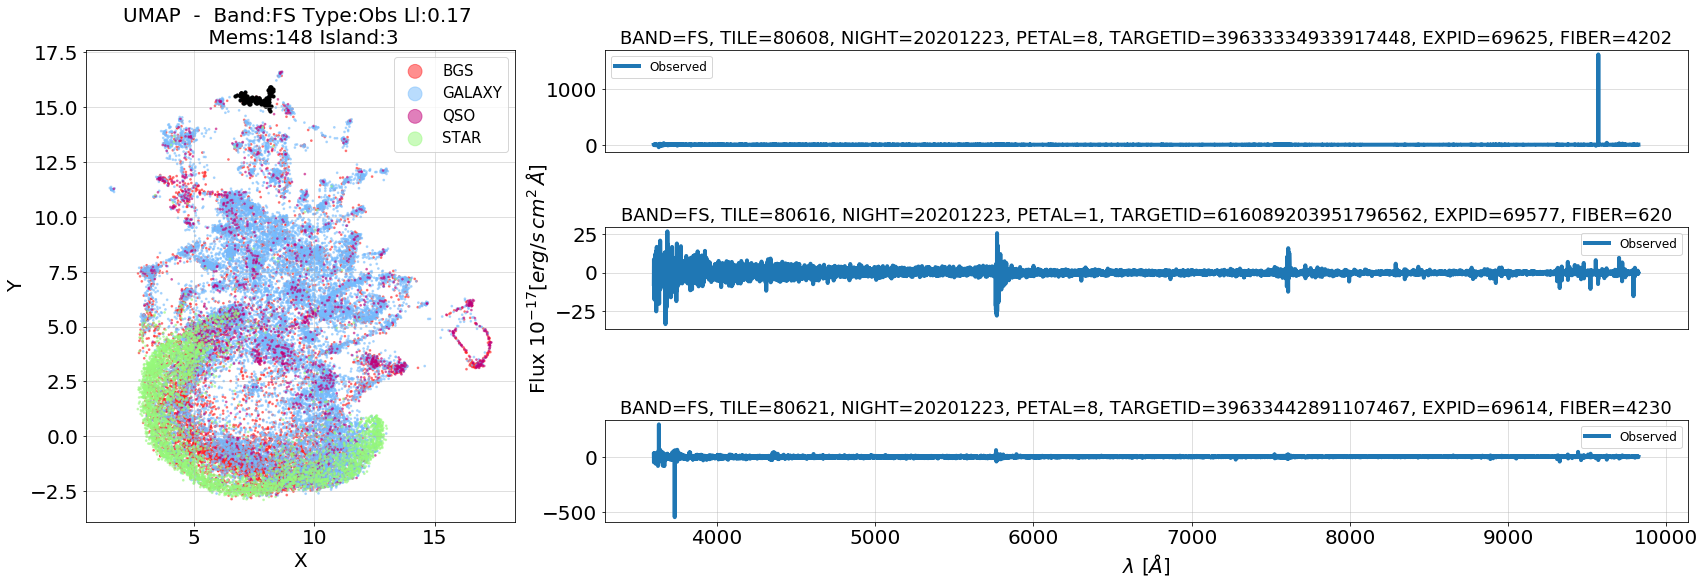 UMAP - Band:FS Type:Obs Ll:0.17
Mems:148 Island:3
17.5
15.0
12.5
10.0
7.5
5.0
2.5
0.0
−2.5
Y
5
10
15
X
BGS
GALAXY
QSO
STAR
BAND=FS, TILE=80608, NIGHT=20201223, PETAL=8, TARGETID=39633334933917448, EXPID=69625, FIBER=4202
Observed
1000
0
BAND=FS, TILE=80616, NIGHT=20201223, PETAL=1, TARGETID=616089203951796562, EXPID=69577, FIBER=620
Observed
25
0
−25
Flux 10⁻¹⁷[erg/s cm² Å]
BAND=FS, TILE=80621, NIGHT=20201223, PETAL=8, TARGETID=39633442891107467, EXPID=69614, FIBER=4230
Observed
0
−500
4000
5000
6000
7000
8000
9000
10000
λ [Å]